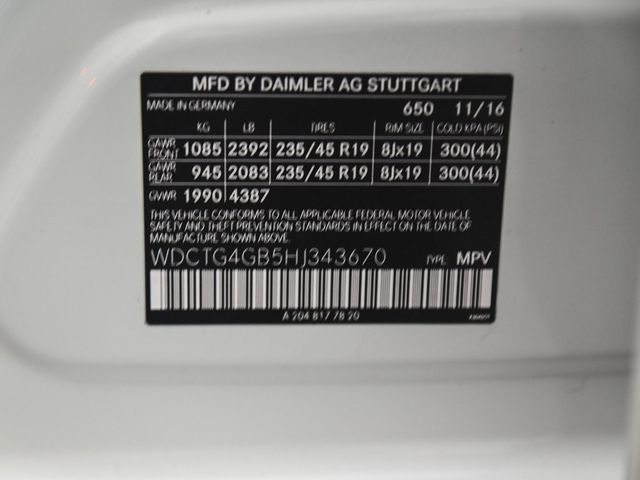 MFD BY DAIMLER AG STUTTGART
MADE IN GERMANY 650 11/16
KG LB TIRES RIM SIZE COLD KPA (PSI)
GAWR FRONT 1085 2392 235/45 R19 8Jx19 300(44)
GAWR REAR 945 2083 235/45 R19 8Jx19 300(44)
GVWR 1990 4387
THIS VEHICLE CONFORMS TO ALL APPLICABLE FEDERAL MOTOR VEHICLE
SAFETY AND THEFT PREVENTION STANDARDS IN EFFECT ON THE DATE OF
MANUFACTURE SHOWN ABOVE.
WDCTG4GB5HJ343670 TYPE: MPV
A 204 817 78 20